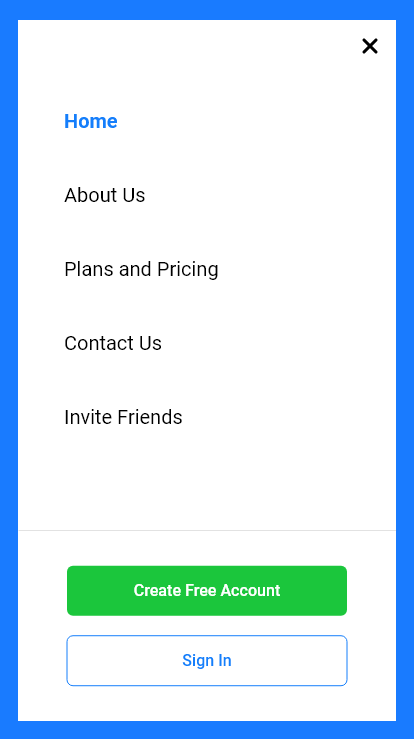 Home
About Us
Plans and Pricing
Contact Us
Invite Friends
Create Free Account
Sign In